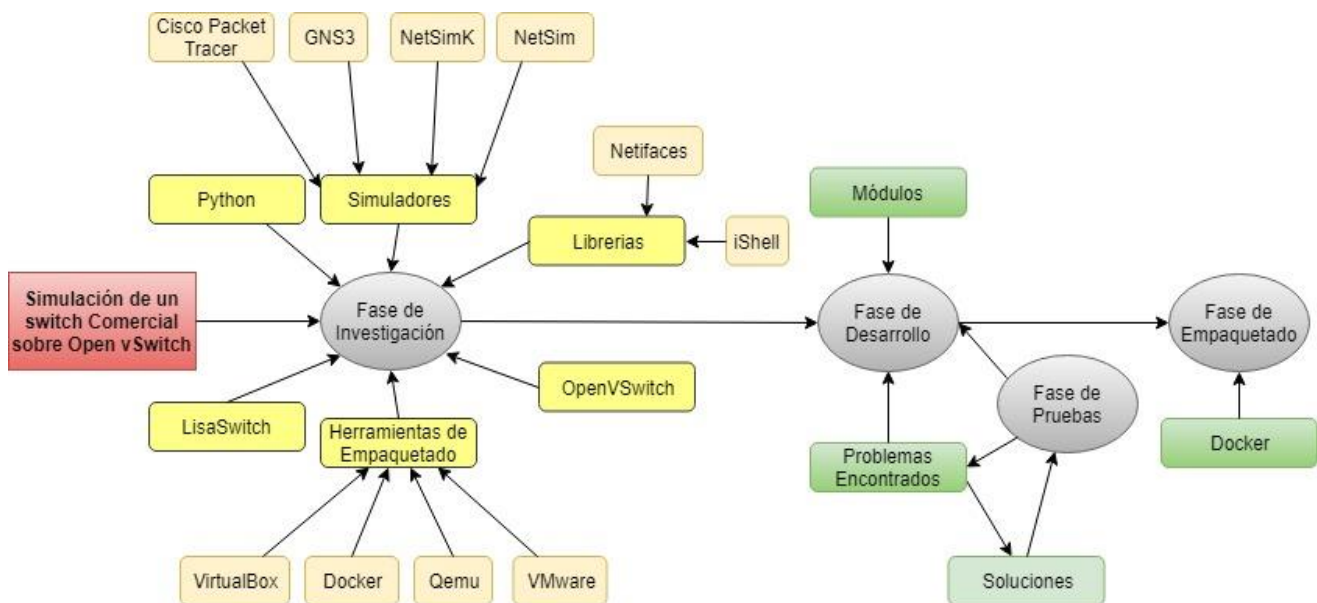 Cisco Packet
Tracer
GNS3
NetSimK
NetSim
Netifaces
Python
Simuladores
Librerias
iShell
Módulos
Simulación de un
switch Comercial
sobre Open vSwitch
Fase de
Investigación
Fase de
Desarrollo
Fase de
Empaquetado
OpenVSwitch
Fase de
Pruebas
LisaSwitch
Herramientas de
Empaquetado
Problemas
Encontrados
Docker
VirtualBox
Docker
Qemu
VMware
Soluciones